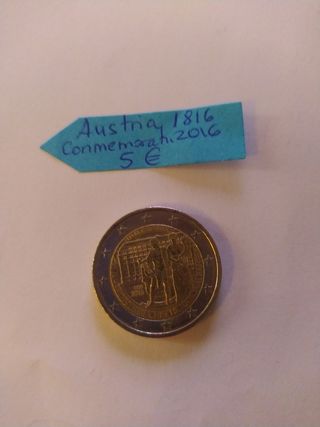 Austria, 1816
Conmemorati. 2016
5 €